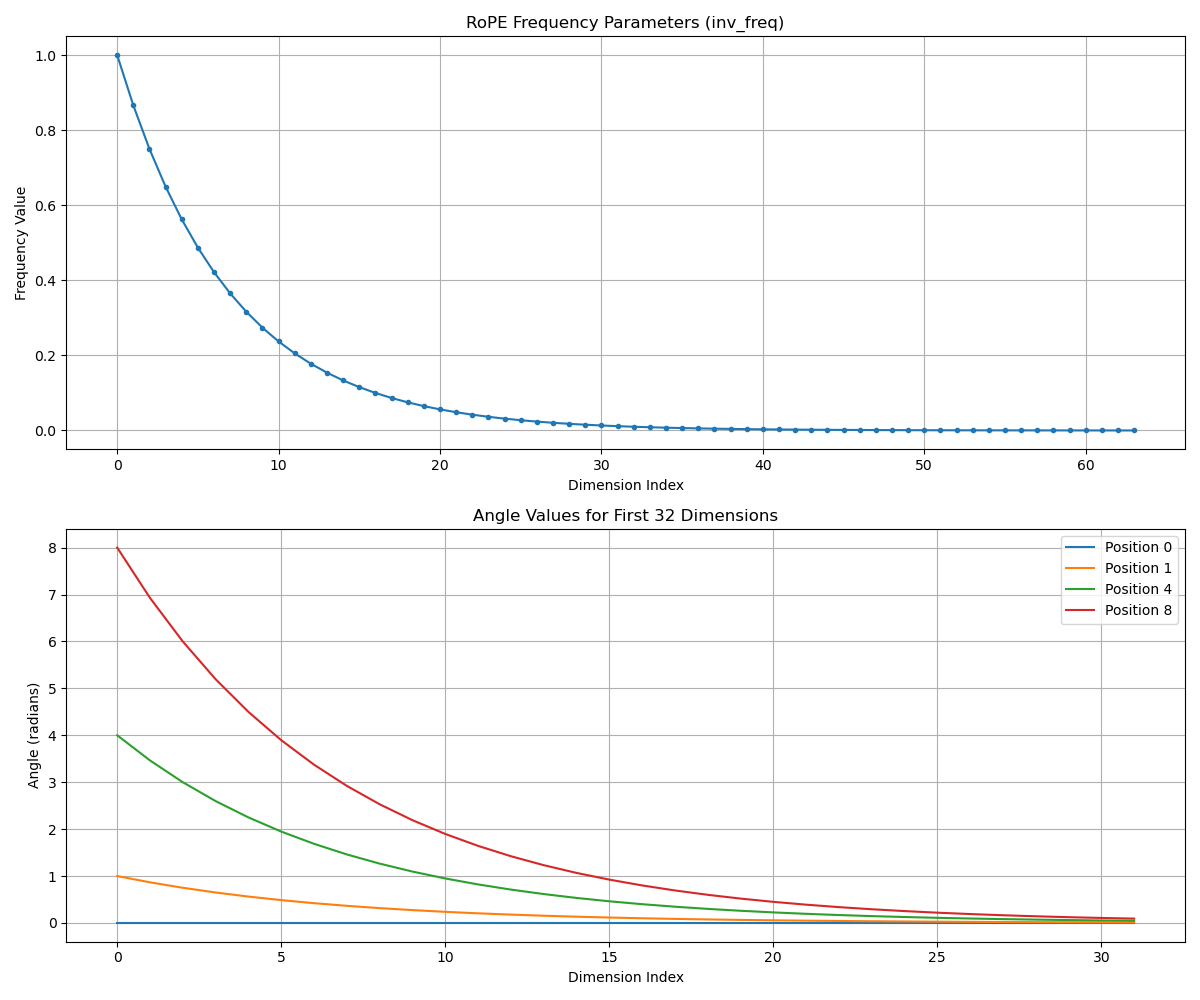 RoPE Frequency Parameters (inv_freq)
1.0
0.8
0.6
0.4
0.2
0.0
Frequency Value
0 10 20 30 40 50 60
Dimension Index
Angle Values for First 32 Dimensions
8
7
6
5
4
3
2
1
0
Angle (radians)
Position 0
Position 1
Position 4
Position 8
0 5 10 15 20 25 30
Dimension Index